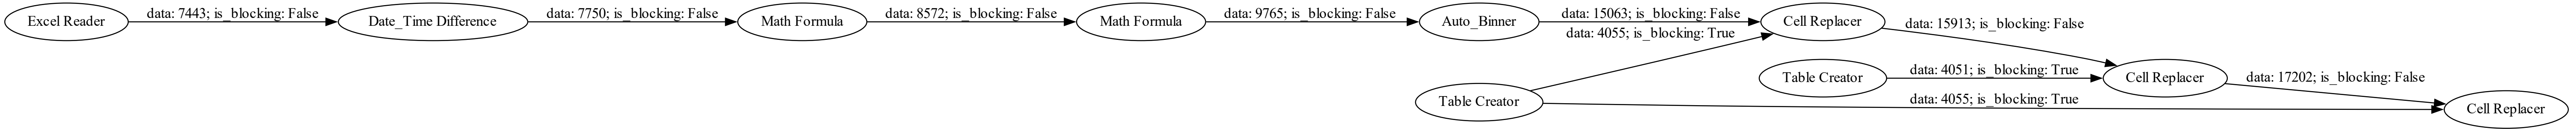 Excel Reader
data: 7443; is_blocking: False
Date_Time Difference
data: 7750; is_blocking: False
Math Formula
data: 8572; is_blocking: False
Math Formula
data: 9765; is_blocking: False
Auto_Binner
data: 15063; is_blocking: False
Cell Replacer
data: 15913; is_blocking: False
data: 4055; is_blocking: True
Table Creator
data: 4051; is_blocking: True
Cell Replacer
data: 17202; is_blocking: False
Table Creator
data: 4055; is_blocking: True
Cell Replacer